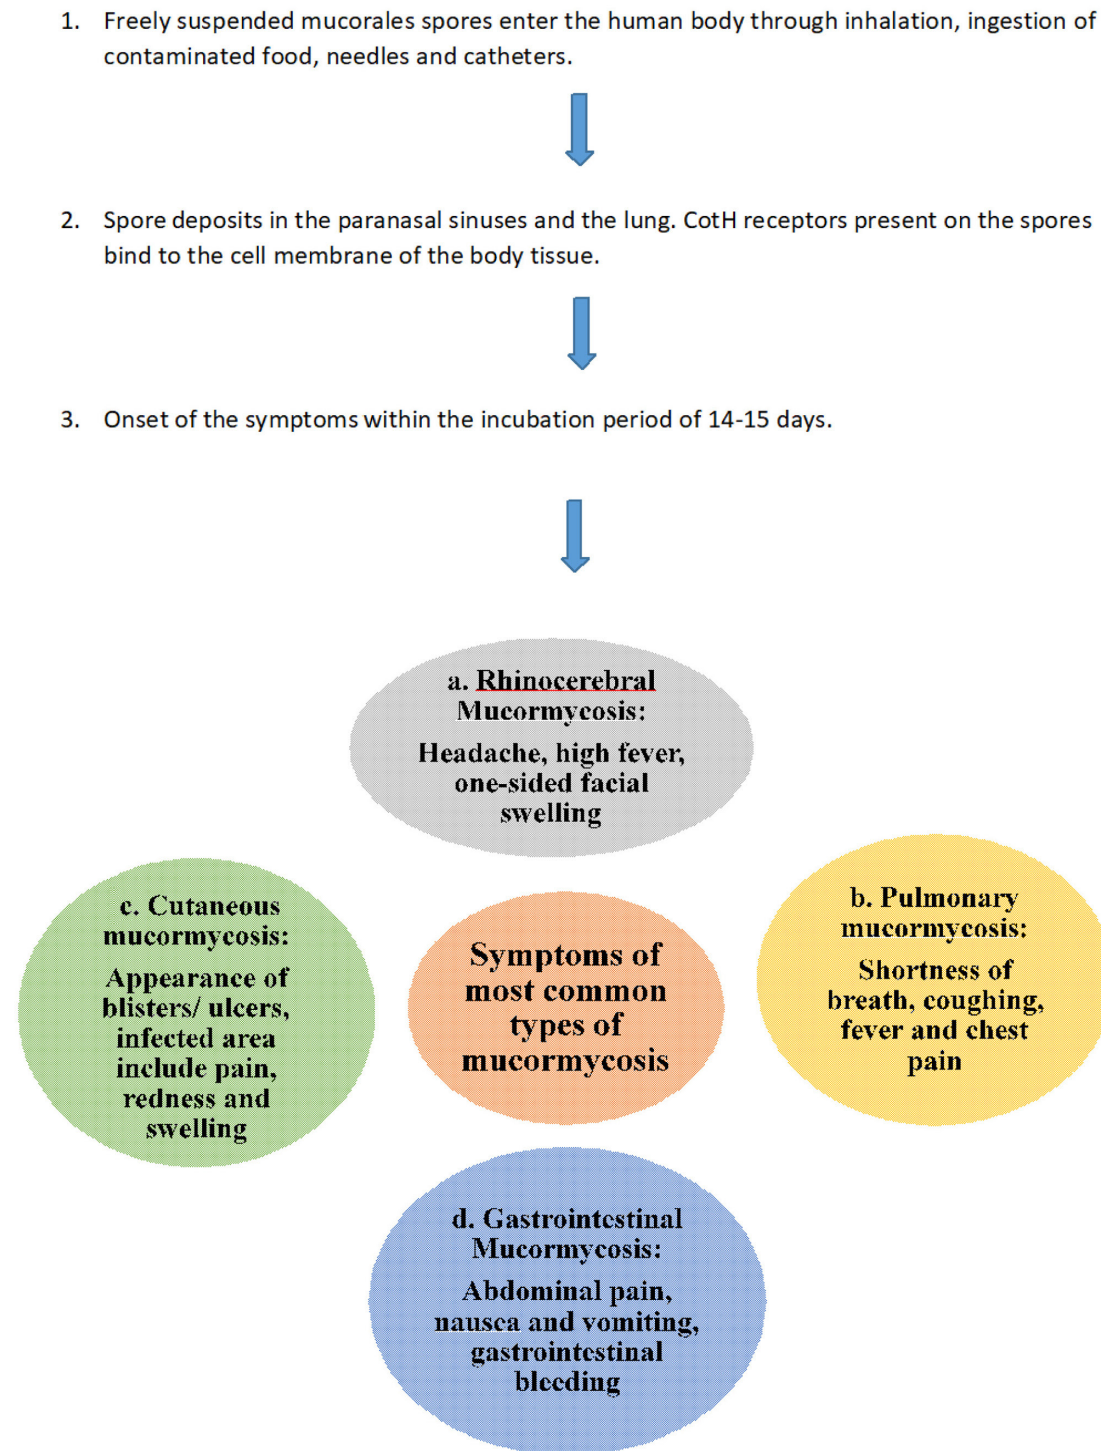 1. Freely suspended mucorales spores enter the human body through inhalation, ingestion of
contaminated food, needles and catheters.
2. Spore deposits in the paranasal sinuses and the lung. CotH receptors present on the spores
bind to the cell membrane of the body tissue.
3. Onset of the symptoms within the incubation period of 14-15 days.
a. Rhinocerebral
Mucormycosis:
Headache, high fever,
one-sided facial
swelling
c. Cutaneous
mucormycosis:
Appearance of
blisters/ ulcers,
infected area
include pain,
redness and
swelling
Symptoms of
most common
types of
mucormycosis
b. Pulmonary
mucormycosis:
Shortness of
breath, coughing,
fever and chest
pain
d. Gastrointestinal
Mucormycosis:
Abdominal pain,
nausea and vomiting,
gastrointestinal
bleeding